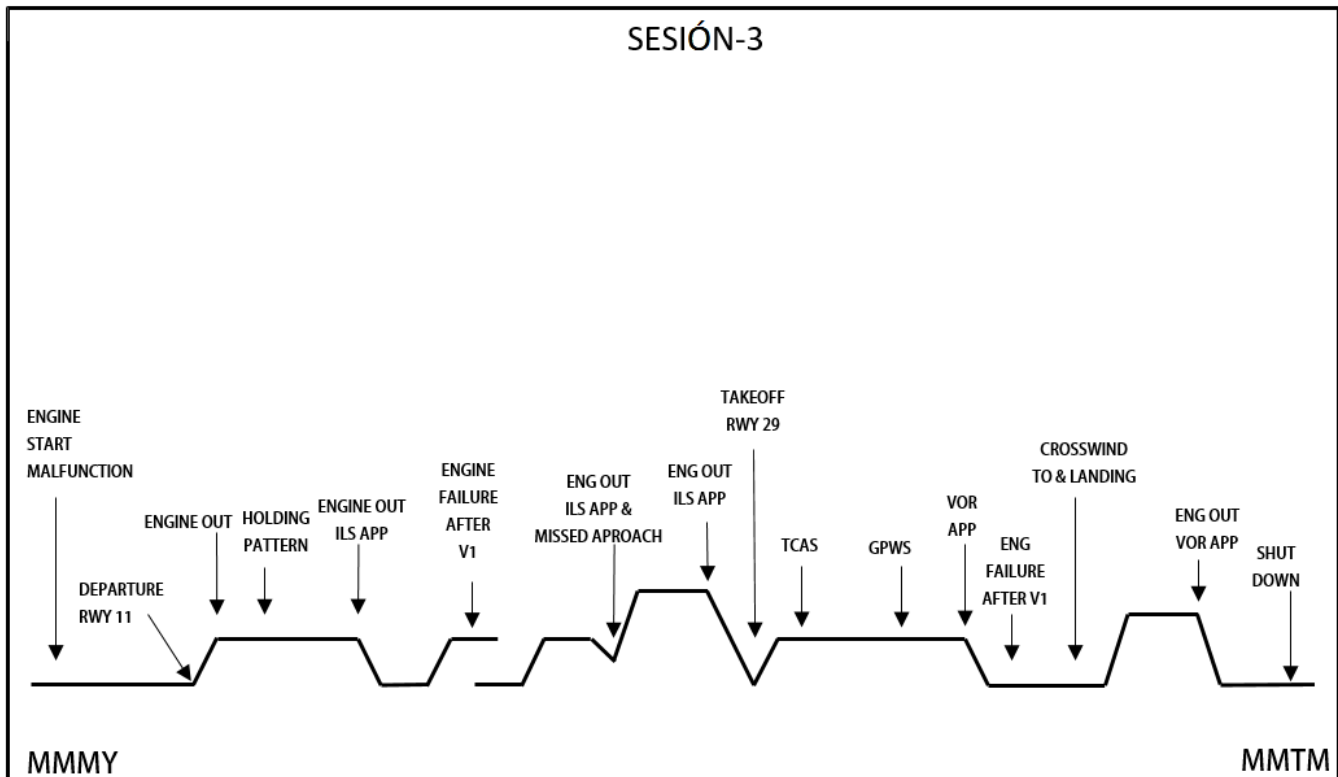 SESIÓN-3
ENGINE
START
MALFUNCTION
DEPARTURE
RWY 11
ENGINE OUT
HOLDING
PATTERN
ENGINE OUT
ILS APP
ENGINE
FAILURE
AFTER
V1
ENG OUT
ILS APP &
MISSED APROACH
ENG OUT
ILS APP
TAKEOFF
RWY 29
TCAS
GPWS
VOR
APP
ENG
FAILURE
AFTER V1
CROSSWIND
TO & LANDING
ENG OUT
VOR APP
SHUT
DOWN
MMMY
MMTM